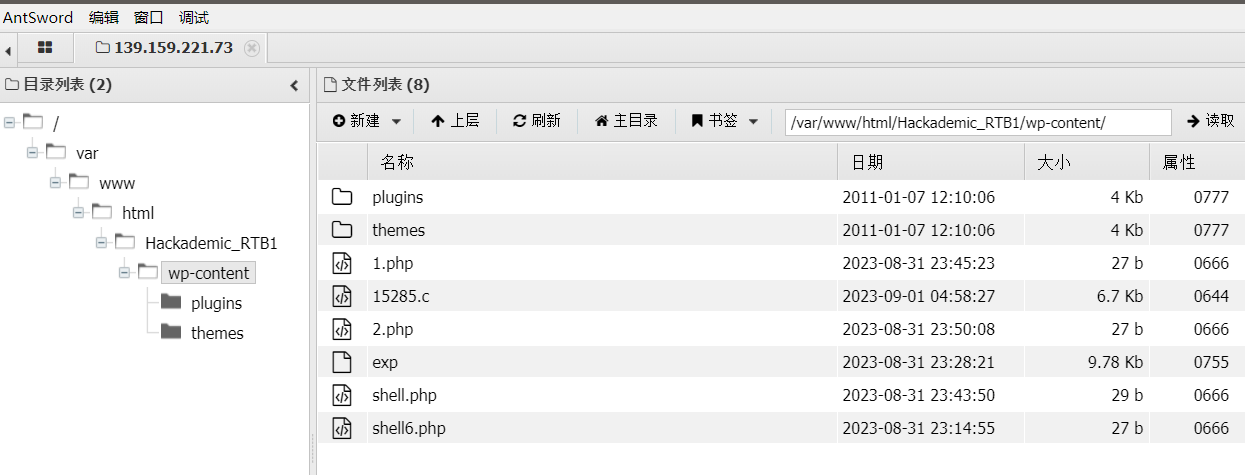 AntSword 编辑 窗口 调试
139.159.221.73
目录列表 (2)
/
var
www
html
Hackademic_RTB1
wp-content
plugins
themes
文件列表 (8)
新建 上层 刷新 主目录 书签 /var/www/html/Hackademic_RTB1/wp-content/ 读取
名称 日期 大小 属性
plugins 2011-01-07 12:10:06 4 Kb 0777
themes 2011-01-07 12:10:06 4 Kb 0777
1.php 2023-08-31 23:45:23 27 b 0666
15285.c 2023-09-01 04:58:27 6.7 Kb 0644
2.php 2023-08-31 23:50:08 27 b 0666
exp 2023-08-31 23:28:21 9.78 Kb 0755
shell.php 2023-08-31 23:43:50 29 b 0666
shell6.php 2023-08-31 23:14:55 27 b 0666